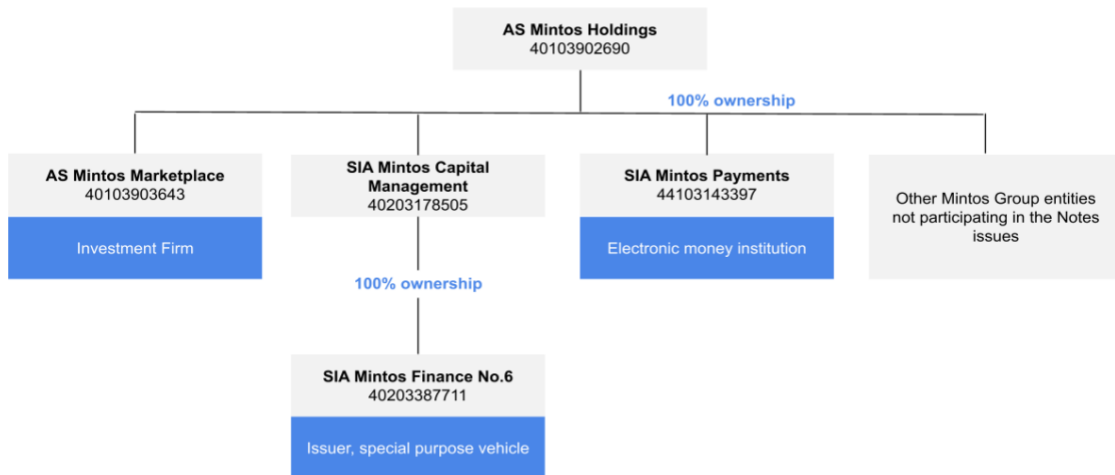 AS Mintos Holdings
40103902690
100% ownership
AS Mintos Marketplace
40103903643
Investment Firm
SIA Mintos Capital
Management
40203178505
SIA Mintos Payments
44103143397
Electronic money institution
Other Mintos Group entities
not participating in the Notes
issues
100% ownership
SIA Mintos Finance No.6
40203387711
Issuer, special purpose vehicle